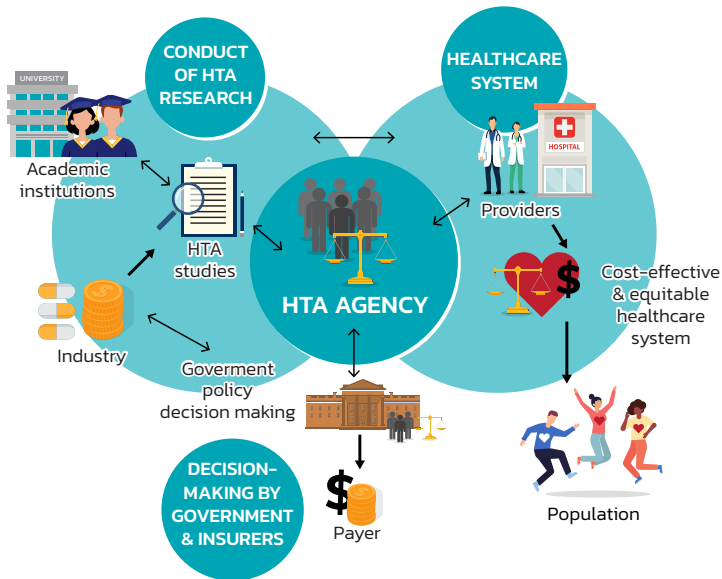 CONDUCT
OF HTA
RESEARCH
HEALTHCARE
SYSTEM
UNIVERSITY
HOSPITAL
Academic
institutions
HTA
studies
Providers
HTA AGENCY
Cost-effective
& equitable
healthcare
system
$
Industry
Goverment
policy
decision making
DECISION-
MAKING BY
GOVERNMENT
& INSURERS
$
Payer
Population